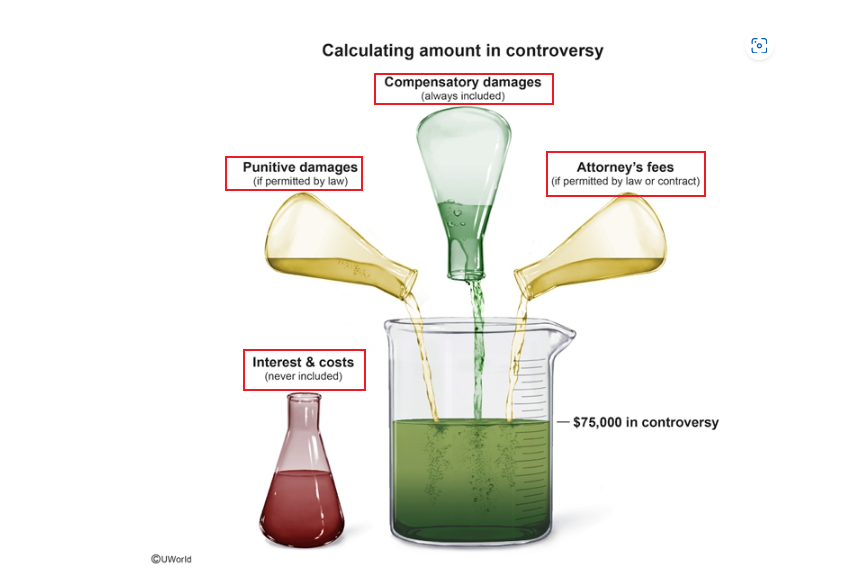 Calculating amount in controversy
Compensatory damages
(always included)
Punitive damages
(if permitted by law)
Attorney's fees
(if permitted by law or contract)
Interest & costs
(never included)
$75,000 in controversy
©UWorld